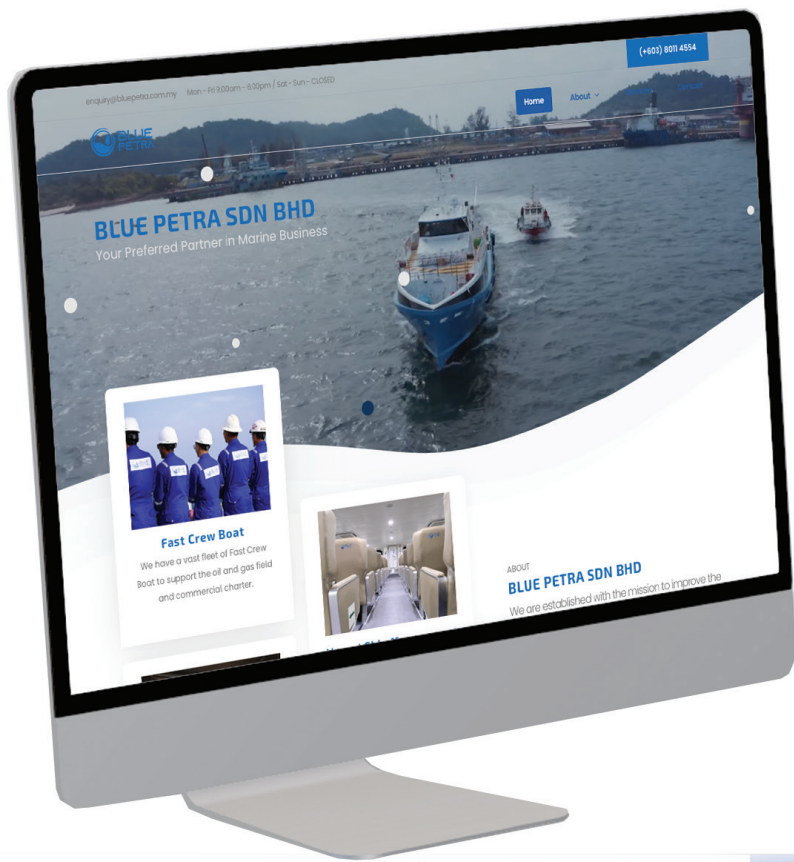 enquiry@bluepetra.com.my Mon - Fri 9:00am - 5:30pm / Sat - Sun - CLOSED
(+603) 8011 4554
BLUE
PETRA
Home About
BLUE PETRA SDN BHD
Your Preferred Partner in Marine Business
Fast Crew Boat
We have a vast fleet of Fast Crew
Boat to support the oil and gas field
and commercial charter.
ABOUT
BLUE PETRA SDN BHD
We are established with the mission to improve the